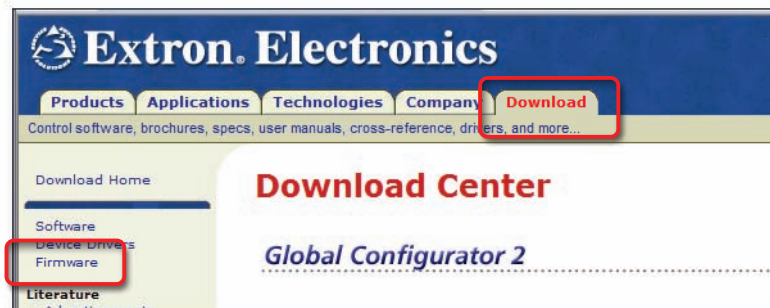 Extron. Electronics
Products Applications Technologies Company Download
Control software, brochures, specs, user manuals, cross-reference, drivers, and more...
Download Home
Download Center
Software
Device Drivers
Global Configurator 2
Firmware
Literature